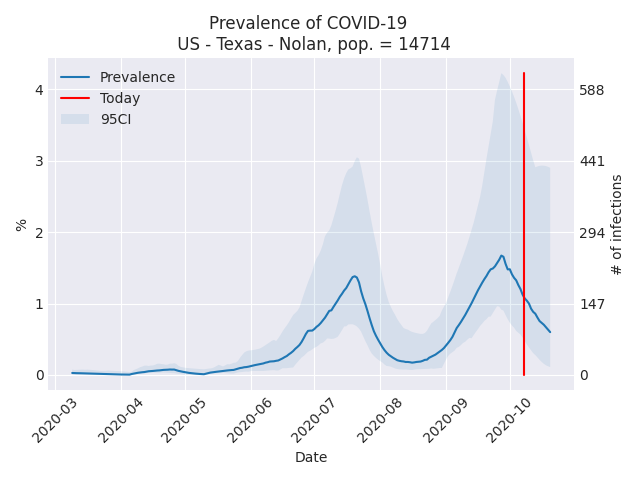 Prevalence of COVID-19
US - Texas - Nolan, pop. = 14714
Prevalence
Today
95CI
4
3
2
1
0
%
588
441
294
147
0
# of infections
2020-03
2020-04
2020-05
2020-06
2020-07
2020-08
2020-09
2020-10
Date